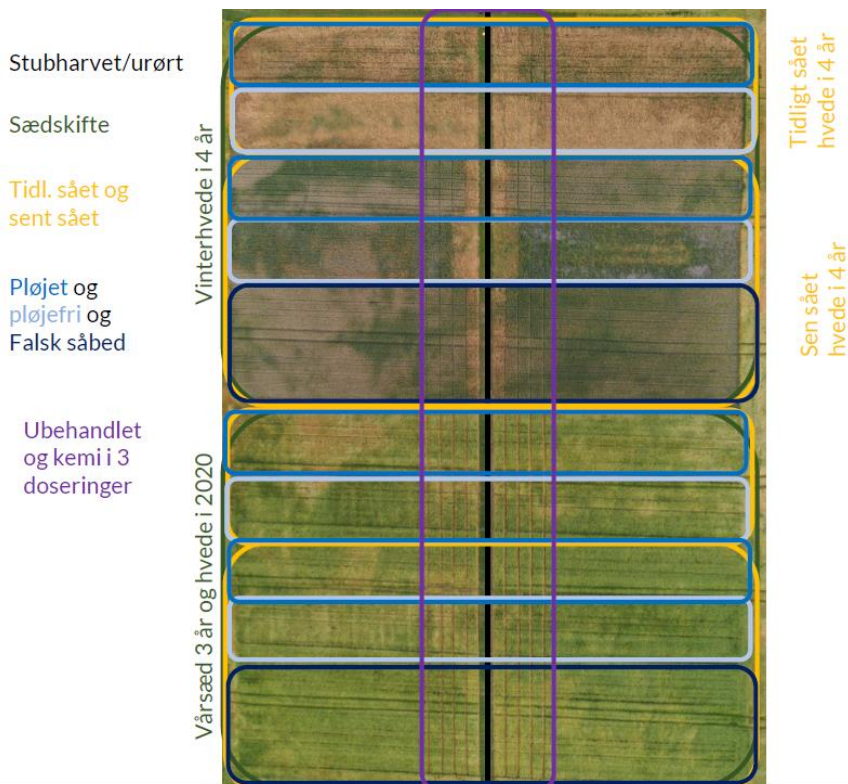 Stubharvet/urørt
Sædskifte
Tidl. sået og
sent sået
Pløjet og
pløjefri og
Falsk såbed
Ubehandlet
og kemi i 3
doseringer
Vinterhvede i 4 år
Vårsæd 3 år og hvede i 2020
Tidligt sået
hvede i 4 år
Sen sået
hvede i 4 år